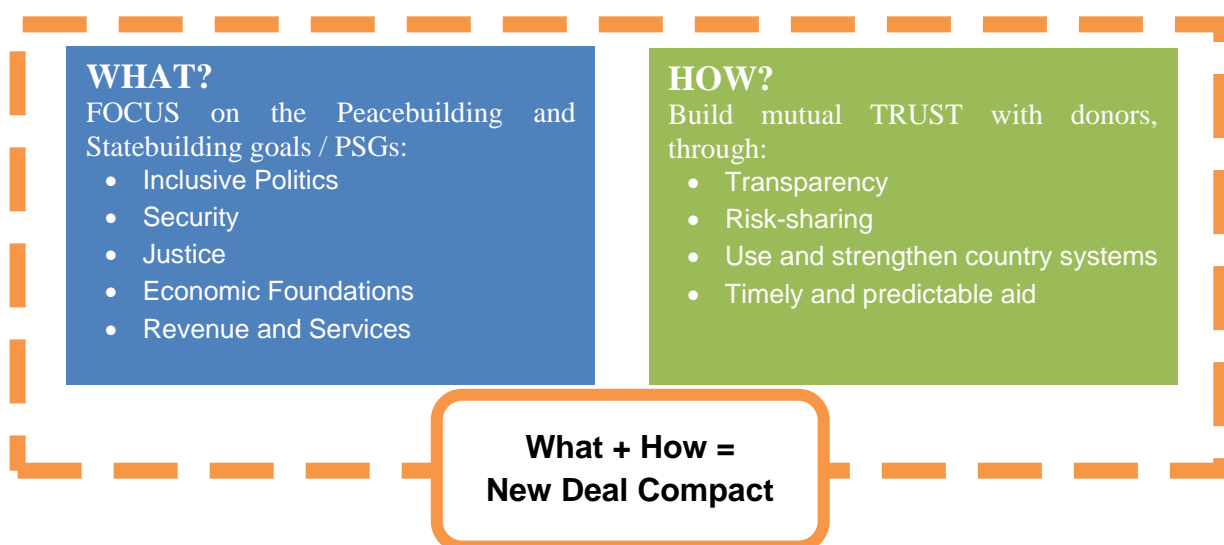 WHAT?
FOCUS on the Peacebuilding and
Statebuilding goals / PSGs:
• Inclusive Politics
• Security
• Justice
• Economic Foundations
• Revenue and Services
HOW?
Build mutual TRUST with donors,
through:
• Transparency
• Risk-sharing
• Use and strengthen country systems
• Timely and predictable aid
What + How =
New Deal Compact